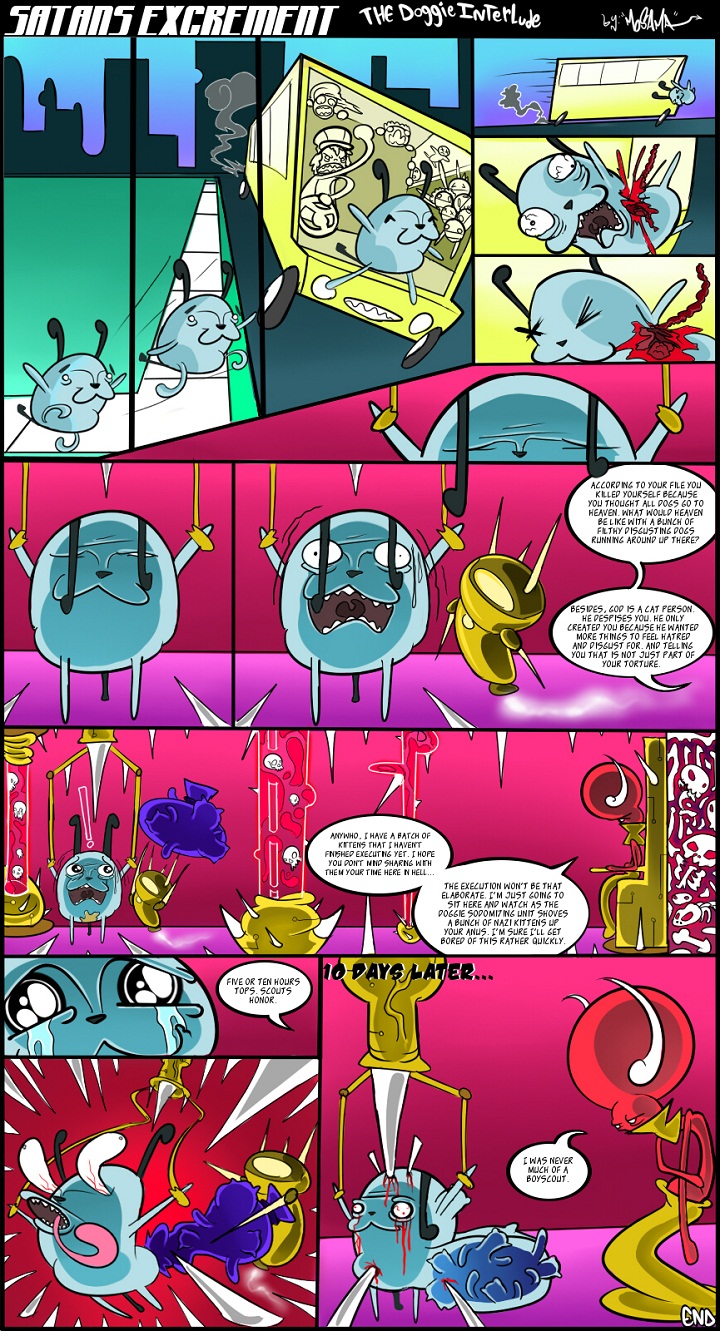 SATANS EXCREMENT THE DOGGIE INTERLUDE by: "MOSAMA"
ACCORDING TO YOUR FILE YOU
KILLED YOURSELF BECAUSE
YOU THOUGHT ALL DOGS GO TO
HEAVEN. WHAT WOULD HEAVEN
BE LIKE WITH A BUNCH OF
FILTHY DISGUSTING DOGS
RUNNING AROUND UP THERE?
BESIDES, GOD IS A CAT PERSON.
HE DESPISES YOU. HE ONLY
CREATED YOU BECAUSE HE WANTED
MORE THINGS TO FEEL HATRED
AND DISGUST FOR. AND TELLING
YOU THAT IS NOT JUST PART OF
YOUR TORTURE.
!
ANYWHO, I HAVE A BATCH OF
KITTENS THAT I HAVEN'T
FINISHED EXECUTING YET. I HOPE
YOU DON'T MIND SHARING WITH
THEM YOUR TIME HERE IN HELL...
THE EXECUTION WON'T BE THAT
ELABORATE. I'M JUST GOING TO
SIT HERE AND WATCH AS THE
DOGGIE SODOMIZING UNIT SHOVES
A BUNCH OF NAZI KITTENS UP
YOUR ANUS. I'M SURE I'LL GET
BORED OF THIS RATHER QUICKLY.
FIVE OR TEN HOURS
TOPS. SCOUTS
HONOR.
10 DAYS LATER...
I WAS NEVER
MUCH OF A
BOYSCOUT.
END